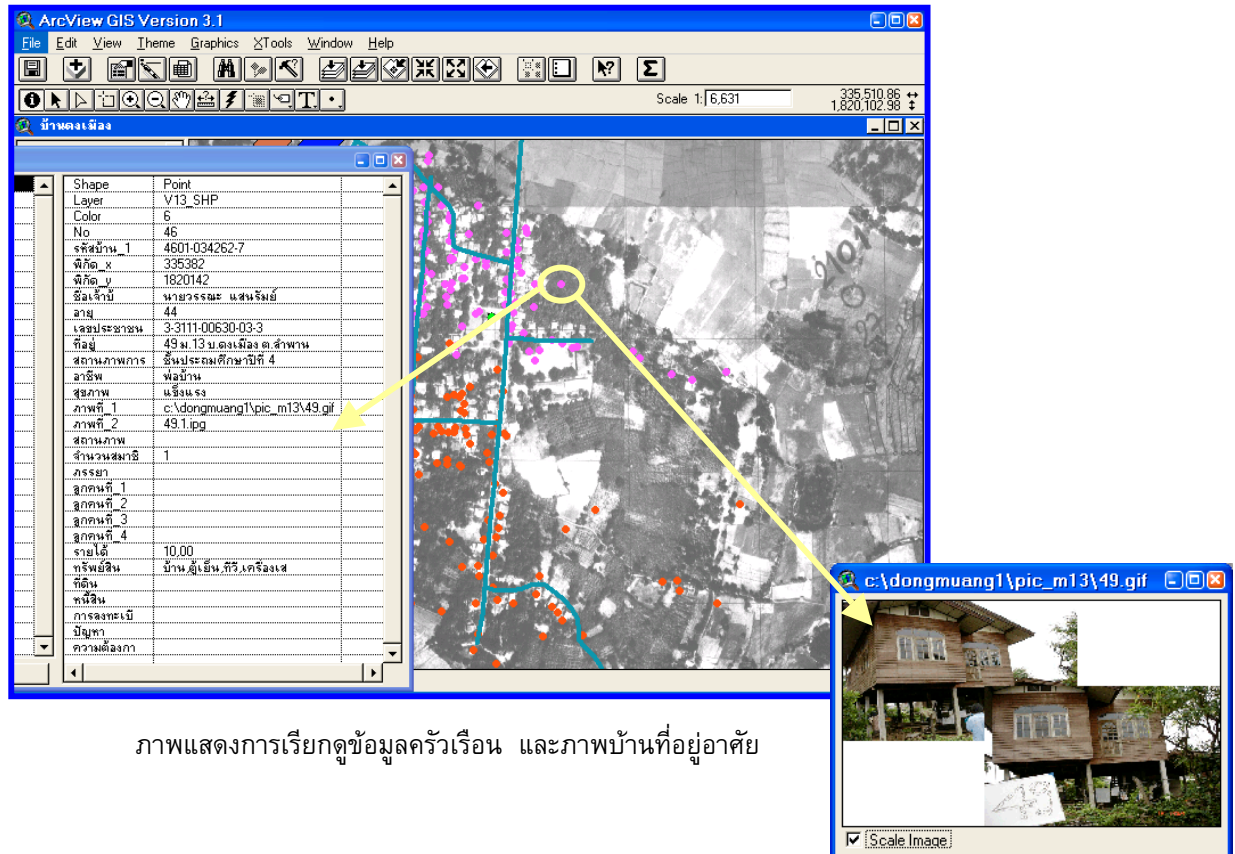 ArcView GIS Version 3.1
File Edit View Theme Graphics XTools Window Help
Scale 1: 6,631
335,510.86
1,820,102.98
บ้านดงเมือง
Shape Point
Layer V13_SHP
Color 6
No 46
รหัสบ้าน_1 4601-034262-7
พิกัด_x 335382
พิกัด_y 1820142
ชื่อเจ้าบ้ นายวรรณะ แสนรัมย์
อายุ 44
เลขประชาชน 3-3111-00630-03-3
ที่อยู่ 49 ม.13 บ.ดงเมือง ต.ลำพาน
สถานภาพการ ชั้นประถมศึกษาปีที่ 4
อาชีพ พ่อบ้าน
สุขภาพ แข็งแรง
ภาพที่_1 c:\dongmuang1\pic_m13\49.gif
ภาพที่_2 49.1.jpg
สถานภาพ
จำนวนสมาชิ 1
ภรรยา
ลูกคนที่_1
ลูกคนที่_2
ลูกคนที่_3
ลูกคนที่_4
รายได้ 10,00
ทรัพย์สิน บ้าน,ตู้เย็น,ทีวี,เครื่องเส
ที่ดิน
หนี้สิน
การลงทะเบี
ปัญหา
ความต้องกา
2101
c:\dongmuang1\pic_m13\49.gif
Scale Image
ภาพแสดงการเรียกดูข้อมูลครัวเรือน และภาพบ้านที่อยู่อาศัย